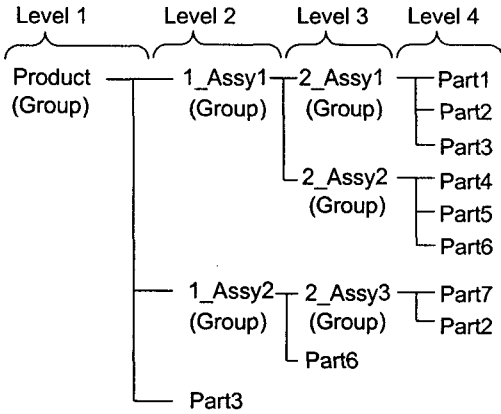 Level 1 Level 2 Level 3 Level 4
Product 1_Assy1 2_Assy1 Part1
(Group) (Group) (Group) Part2
Part3
2_Assy2 Part4
(Group) Part5
Part6
1_Assy2 2_Assy3 Part7
(Group) (Group) Part2
Part6
Part3